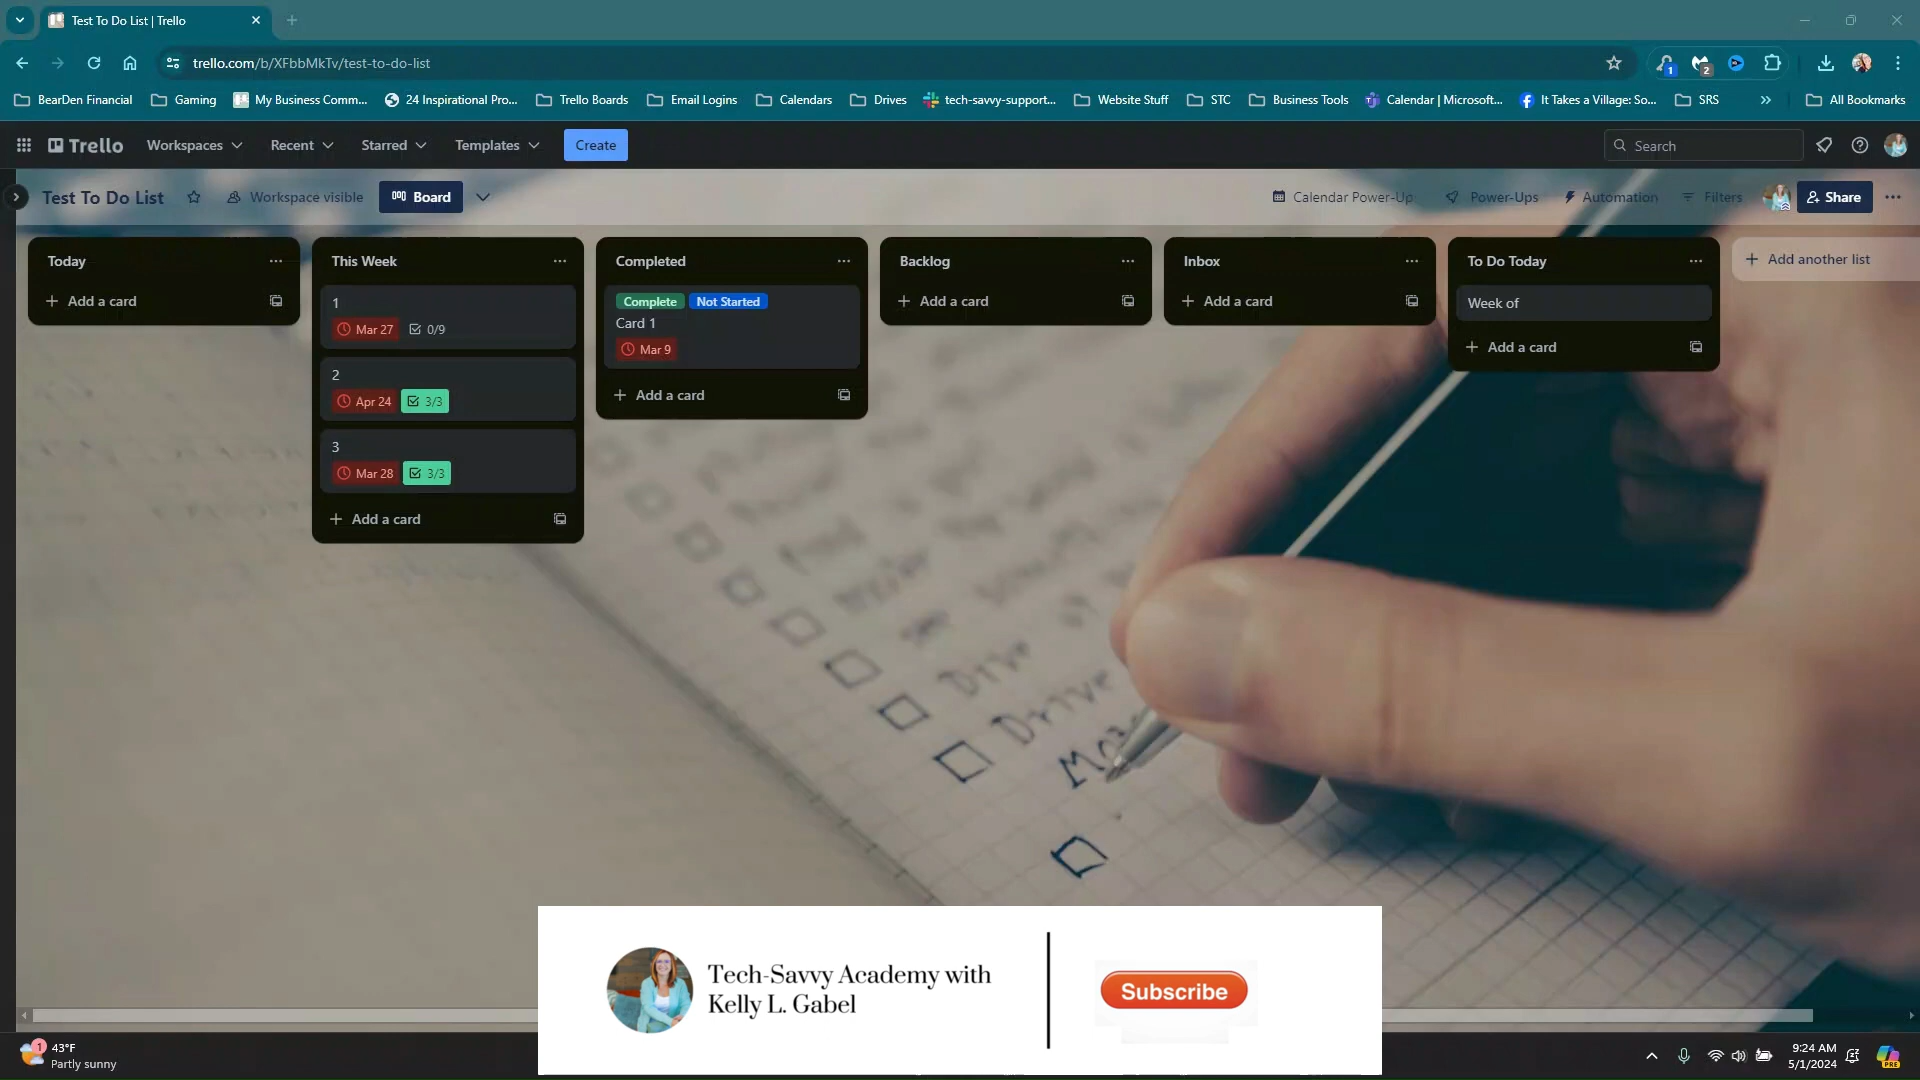 Test To Do List | Trello
trello.com/b/XFbbMkTv/test-to-do-list
1
2
BearDen Financial
Gaming
My Business Comm...
24 Inspirational Pro...
Trello Boards
Email Logins
Calendars
Drives
tech-savvy-support...
Website Stuff
STC
Business Tools
Calendar | Microsoft...
It Takes a Village: So...
SRS
All Bookmarks
Trello
Workspaces
Recent
Starred
Templates
Create
Search
Test To Do List
Workspace visible
Board
Calendar Power-Up
Power-Ups
Automation
Filters
Share
Today
Add a card
This Week
1
Mar 27 0/9
2
Apr 24 3/3
3
Mar 28 3/3
Add a card
Completed
Complete Not Started
Card 1
Mar 9
Add a card
Backlog
Add a card
Inbox
Add a card
To Do Today
Week of
Add a card
Add another list
Drive
Drive
Tech-Savvy Academy with
Kelly L. Gabel
Subscribe
1
43°F
Partly sunny
9:24 AM
5/1/2024
PRE